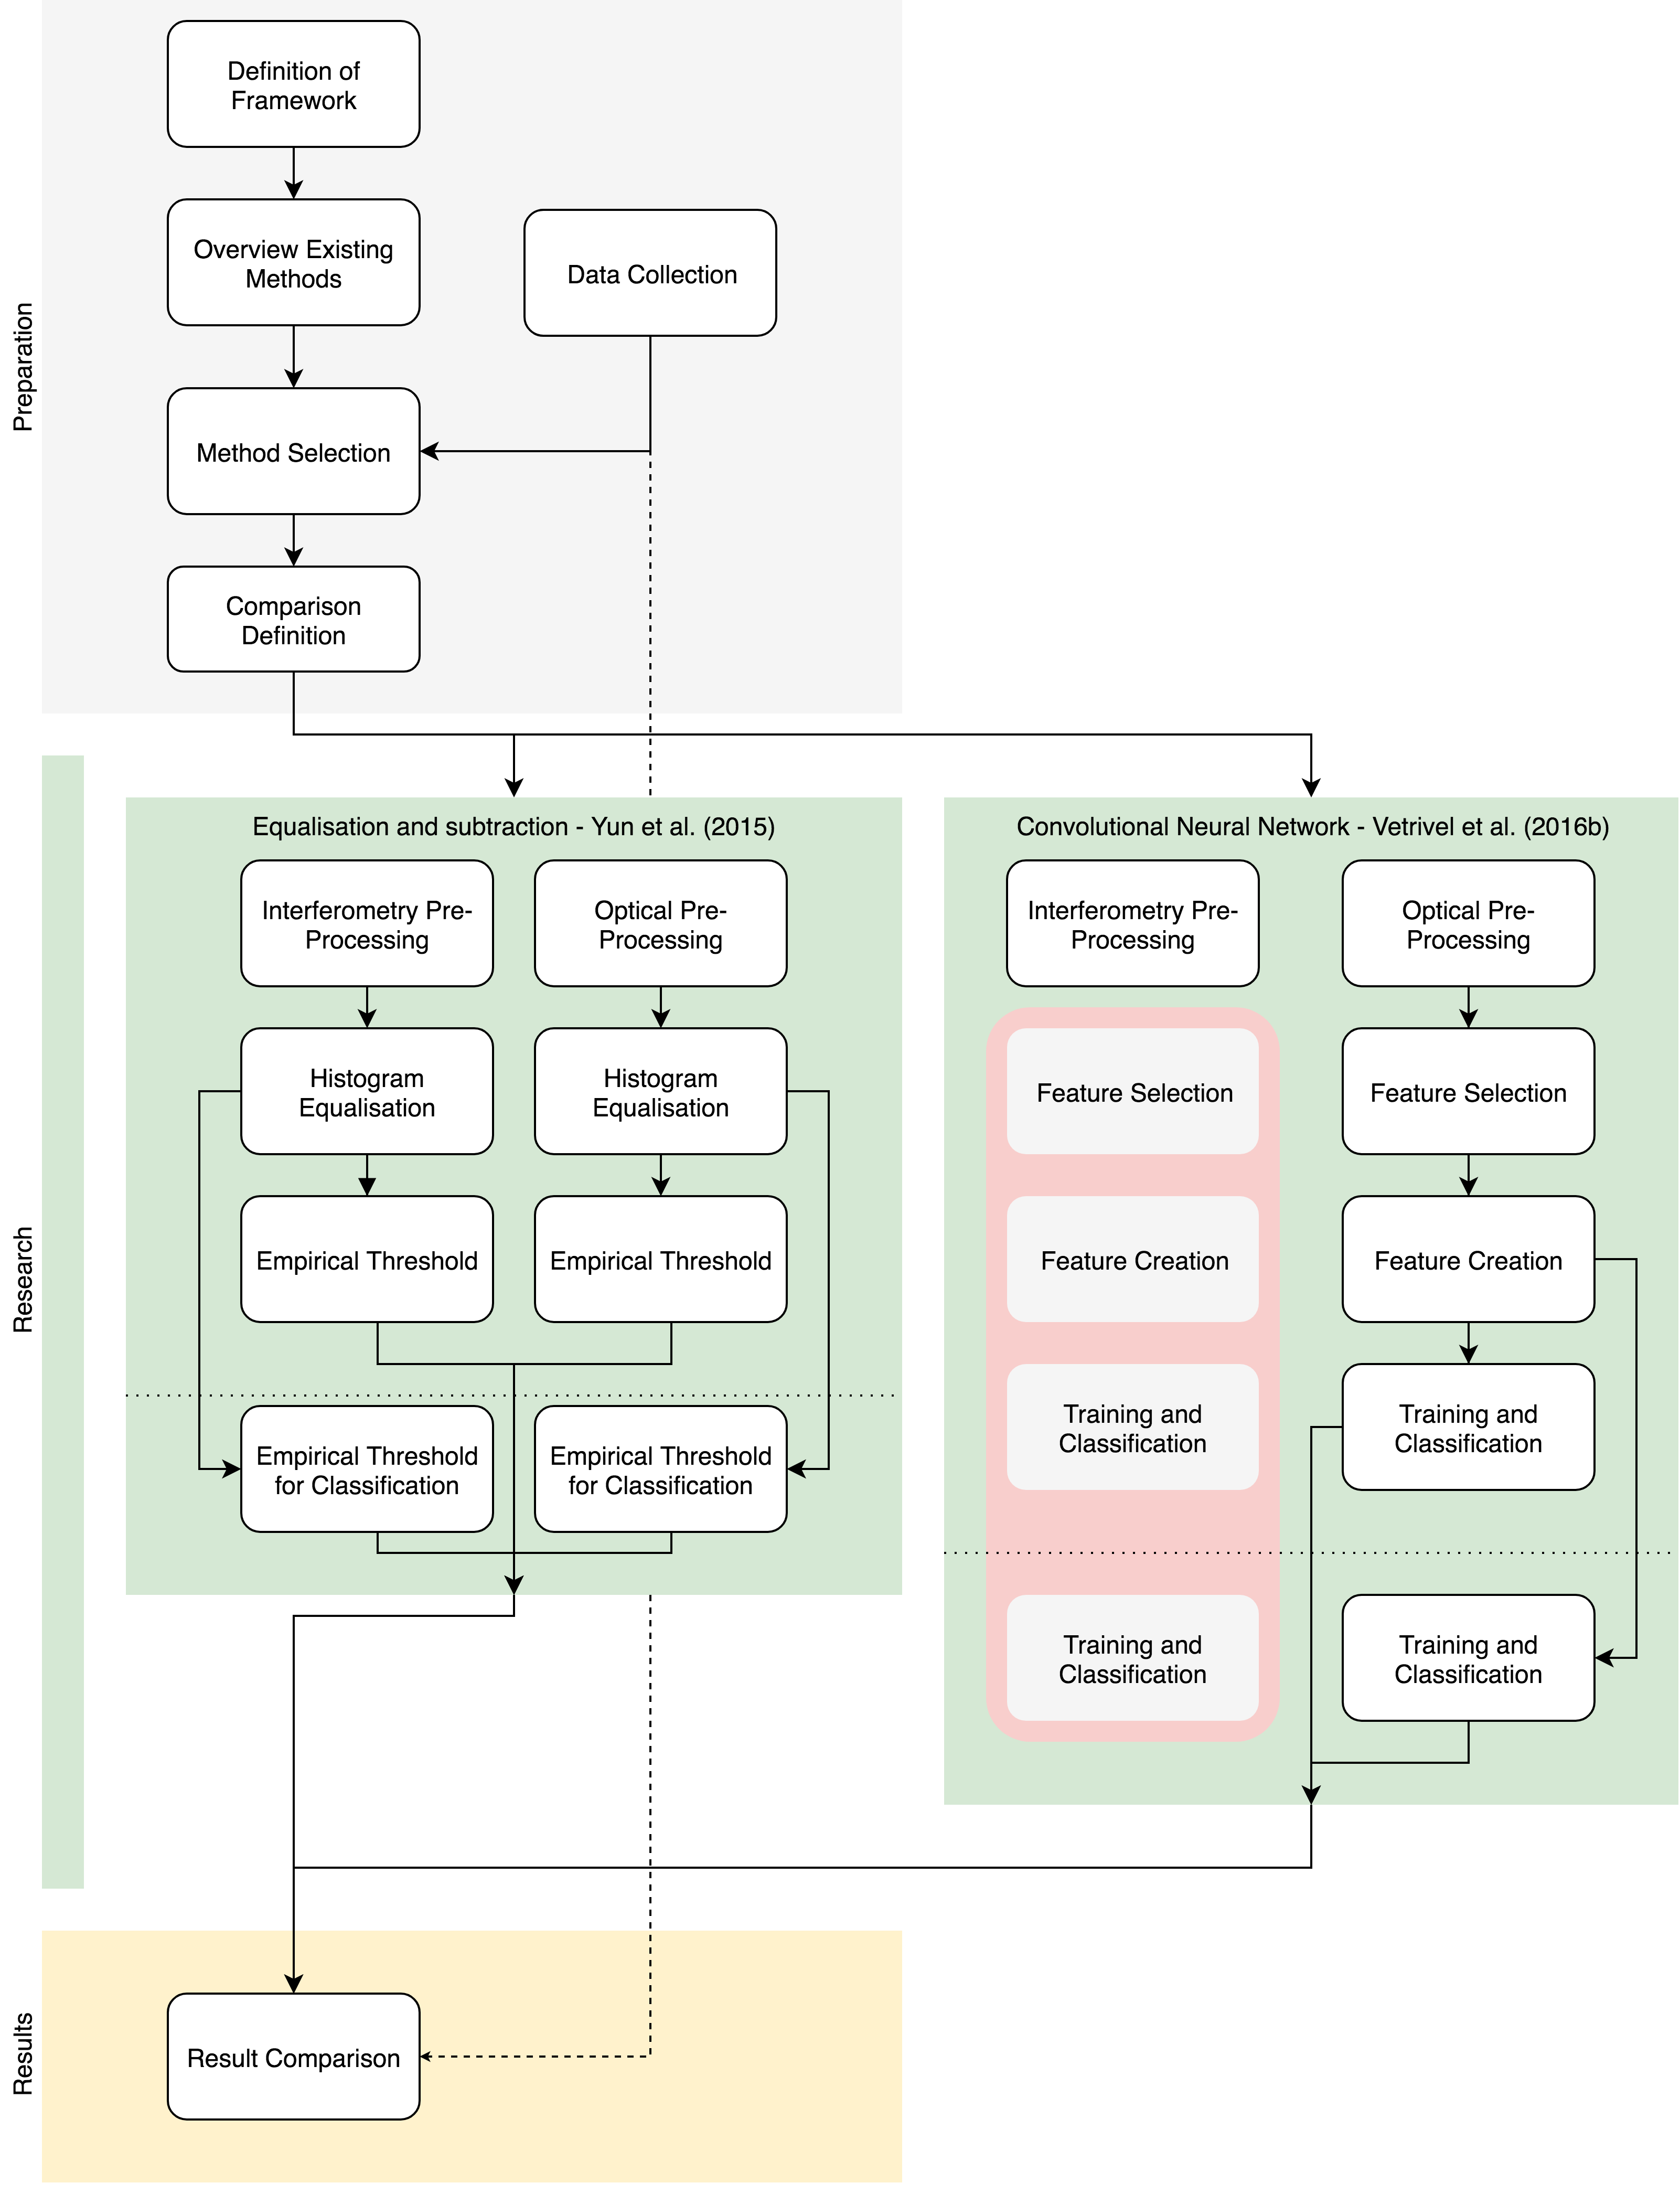 Preparation
Definition of
Framework
Overview Existing
Methods
Data Collection
Method Selection
Comparison
Definition
Research
Equalisation and subtraction - Yun et al. (2015)
Interferometry Pre-
Processing
Optical Pre-
Processing
Histogram
Equalisation
Histogram
Equalisation
Empirical Threshold
Empirical Threshold
Empirical Threshold
for Classification
Empirical Threshold
for Classification
Convolutional Neural Network - Vetrivel et al. (2016b)
Interferometry Pre-
Processing
Optical Pre-
Processing
Feature Selection
Feature Selection
Feature Creation
Feature Creation
Training and
Classification
Training and
Classification
Training and
Classification
Training and
Classification
Results
Result Comparison